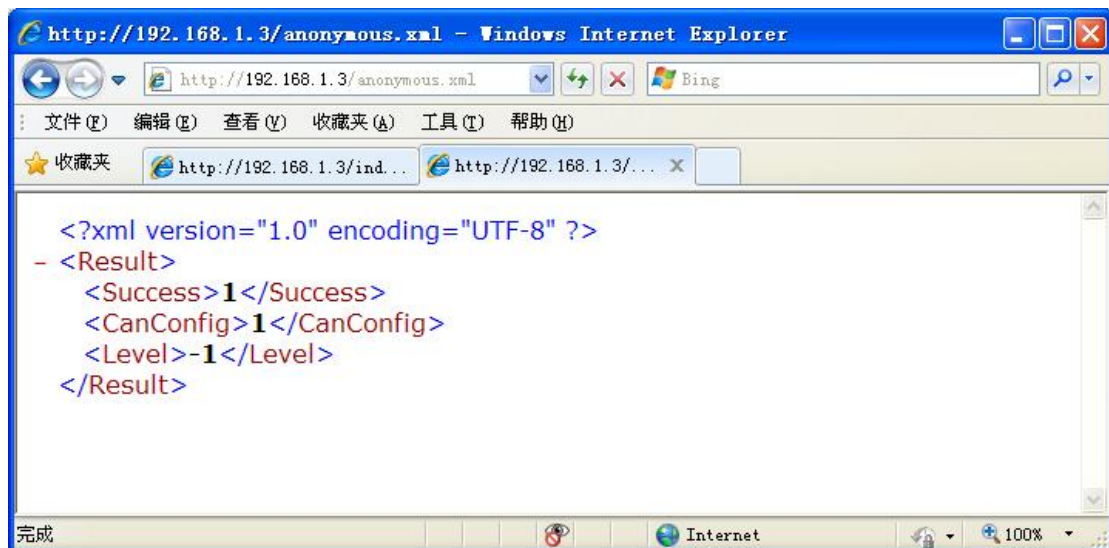 http://192.168.1.3/anonymous.xml - Windows Internet Explorer
http://192.168.1.3/anonymous.xml
Bing
文件(F) 编辑(E) 查看(V) 收藏夹(A) 工具(T) 帮助(H)
收藏夹 http://192.168.1.3/ind... http://192.168.1.3/... X
<?xml version="1.0" encoding="UTF-8" ?>
- <Result>
<Success>1</Success>
<CanConfig>1</CanConfig>
<Level>-1</Level>
</Result>
完成 Internet 100%